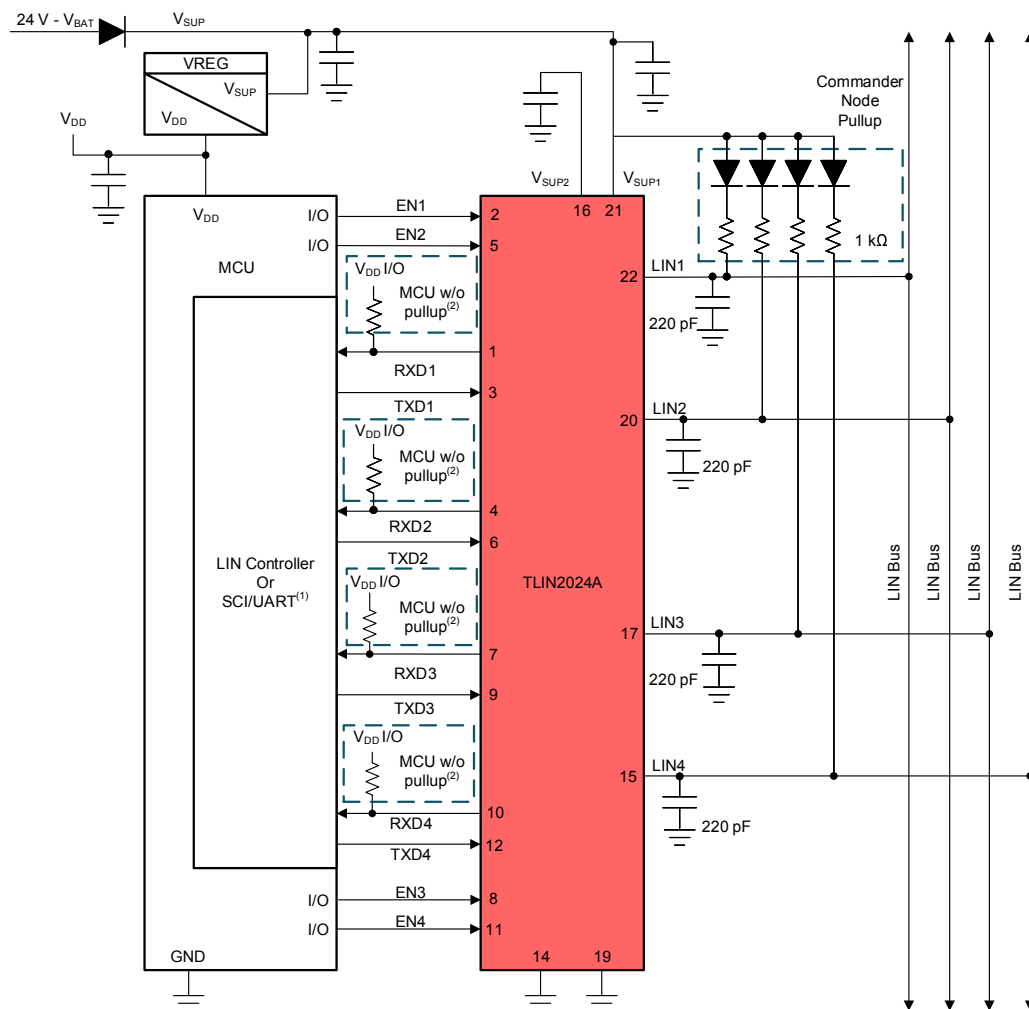 24 V - VBAT
VSUP
VREG
VSUP
VDD
VDD
Commander
Node
Pullup
VSUP2
VSUP1
16
21
VDD
MCU
I/O
EN1
2
I/O
EN2
5
1 kΩ
VDD I/O
MCU w/o
pullup(2)
22
LIN1
220 pF
1
RXD1
3
TXD1
20
LIN2
220 pF
VDD I/O
MCU w/o
pullup(2)
4
RXD2
6
TXD2
LIN Controller
Or
SCI/UART(1)
TLIN2024A
LIN Bus
LIN Bus
LIN Bus
LIN Bus
VDD I/O
MCU w/o
pullup(2)
17
LIN3
220 pF
7
RXD3
9
TXD3
VDD I/O
MCU w/o
pullup(2)
15
LIN4
220 pF
10
RXD4
12
TXD4
I/O
EN3
8
I/O
EN4
11
GND
14
19